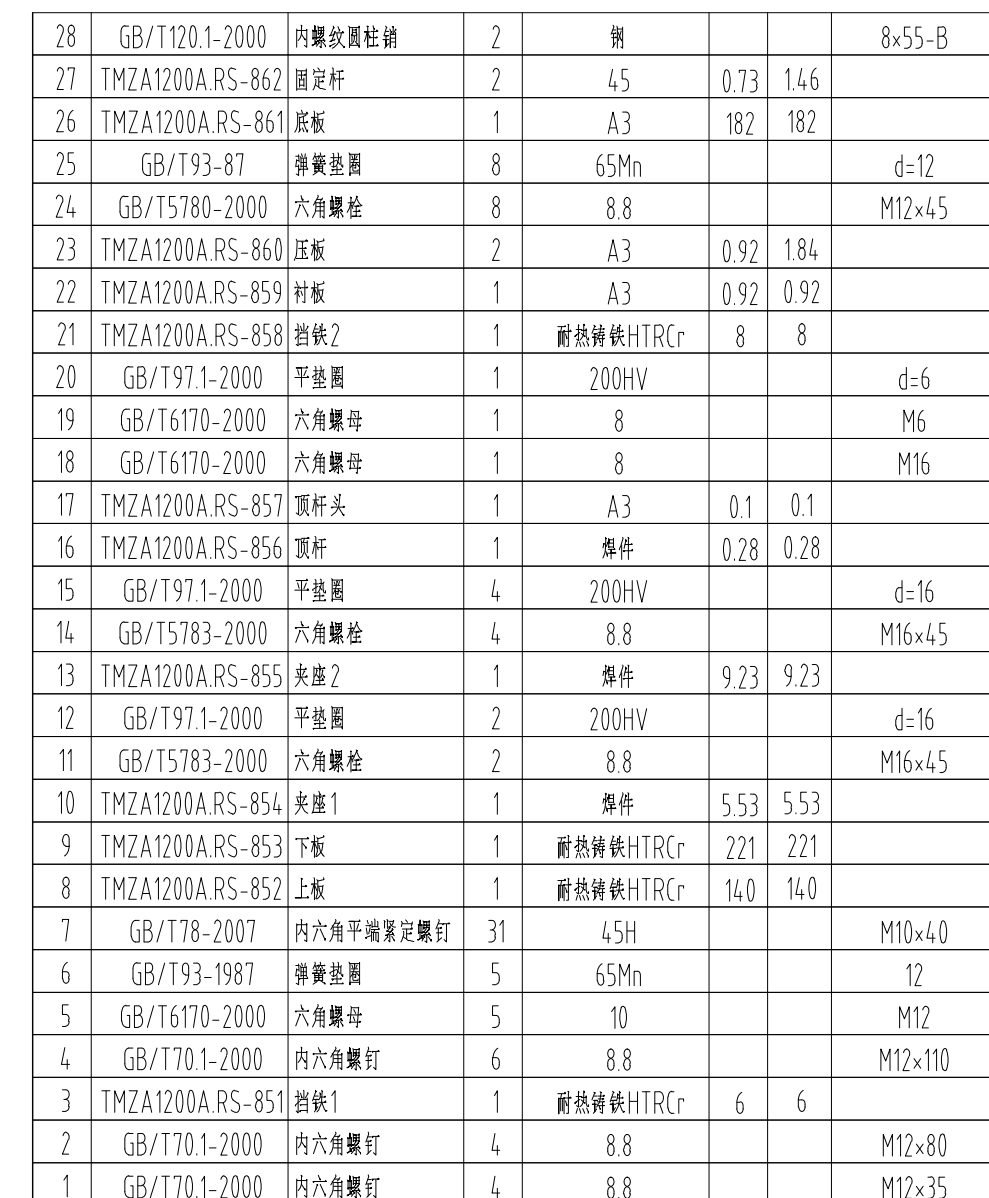 28 GB/T120.1-2000 内螺纹圆柱销 2 钢 8×55-B
27 TMZA1200A.RS-862 固定杆 2 45 0.73 1.46
26 TMZA1200A.RS-861 底板 1 A3 182 182
25 GB/T93-87 弹簧垫圈 8 65Mn d=12
24 GB/T5780-2000 六角螺栓 8 8.8 M12×45
23 TMZA1200A.RS-860 压板 2 A3 0.92 1.84
22 TMZA1200A.RS-859 衬板 1 A3 0.92 0.92
21 TMZA1200A.RS-858 挡铁2 1 耐热铸铁HTRCr 8 8
20 GB/T97.1-2000 平垫圈 1 200HV d=6
19 GB/T6170-2000 六角螺母 1 8 M6
18 GB/T6170-2000 六角螺母 1 8 M16
17 TMZA1200A.RS-857 顶杆头 1 A3 0.1 0.1
16 TMZA1200A.RS-856 顶杆 1 焊件 0.28 0.28
15 GB/T97.1-2000 平垫圈 4 200HV d=16
14 GB/T5783-2000 六角螺栓 4 8.8 M16×45
13 TMZA1200A.RS-855 夹座2 1 焊件 9.23 9.23
12 GB/T97.1-2000 平垫圈 2 200HV d=16
11 GB/T5783-2000 六角螺栓 2 8.8 M16×45
10 TMZA1200A.RS-854 夹座1 1 焊件 5.53 5.53
9 TMZA1200A.RS-853 下板 1 耐热铸铁HTRCr 221 221
8 TMZA1200A.RS-852 上板 1 耐热铸铁HTRCr 140 140
7 GB/T78-2007 内六角平端紧定螺钉 31 45H M10×40
6 GB/T93-1987 弹簧垫圈 5 65Mn 12
5 GB/T6170-2000 六角螺母 5 10 M12
4 GB/T70.1-2000 内六角螺钉 6 8.8 M12×110
3 TMZA1200A.RS-851 挡铁1 1 耐热铸铁HTRCr 6 6
2 GB/T70.1-2000 内六角螺钉 4 8.8 M12×80
1 GB/T70.1-2000 内六角螺钉 4 8.8 M12×35